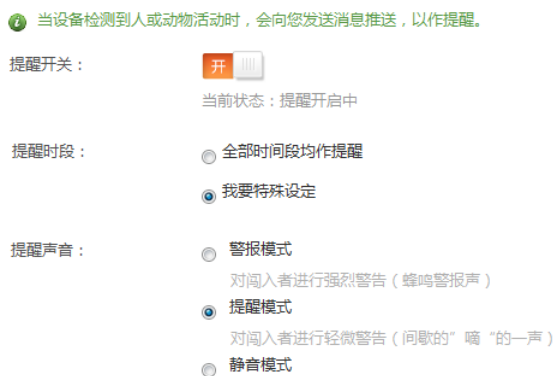 当设备检测到人或动物活动时，会向您发送消息推送，以作提醒。
提醒开关： 开
当前状态：提醒开启中
提醒时段： 全部时间段均作提醒
我要特殊设定
提醒声音： 警报模式
对闯入者进行强烈警告（蜂鸣警报声）
提醒模式
对闯入者进行轻微警告（间歇的”嘀“的一声）
静音模式